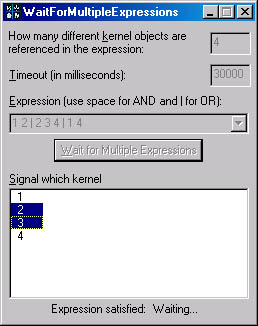 WaitForMultipleExpressions
How many different kernel objects are
referenced in the expression:
4
Timeout (in milliseconds):
30000
Expression (use space for AND and | for OR):
1 2 | 2 3 4 | 1 4
Wait for Multiple Expressions
Signal which kernel
1
2
3
4
Expression satisfied: Waiting...